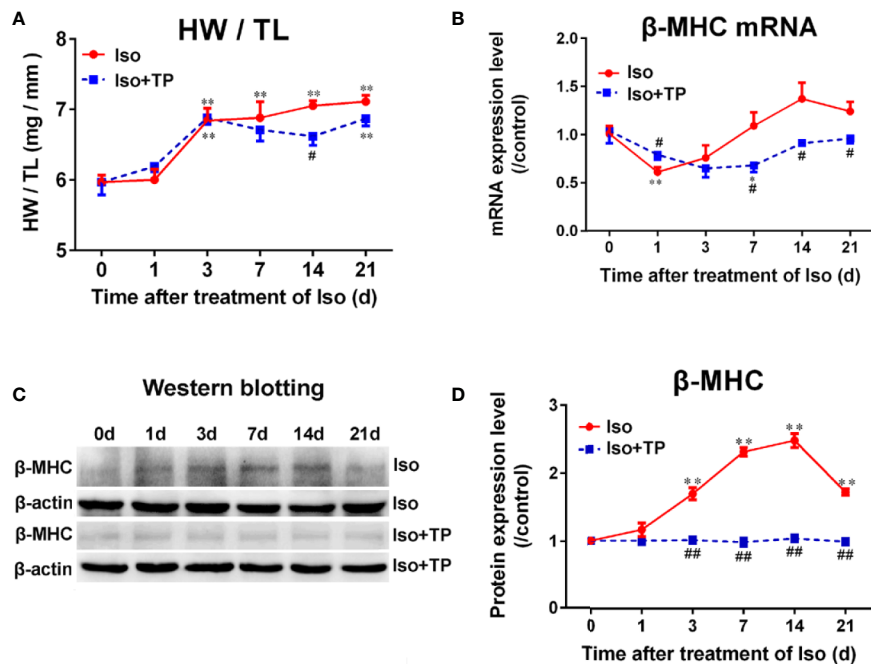 A
HW / TL
Iso
Iso+TP
HW / TL (mg / mm)
8
7
6
5
**
**
**
**
**
**
#
0 1 3 7 14 21
Time after treatment of Iso (d)
B
β-MHC mRNA
Iso
Iso+TP
mRNA expression level
(/control)
2.0
1.5
1.0
0.5
0.0
#
**
*
#
#
#
0 1 3 7 14 21
Time after treatment of Iso (d)
C
Western blotting
0d 1d 3d 7d 14d 21d
β-MHC Iso
β-actin Iso
β-MHC Iso+TP
β-actin Iso+TP
D
β-MHC
Iso
Iso+TP
Protein expression level
(/control)
3
2
1
0
**
**
**
**
##
##
##
##
0 1 3 7 14 21
Time after treatment of Iso (d)